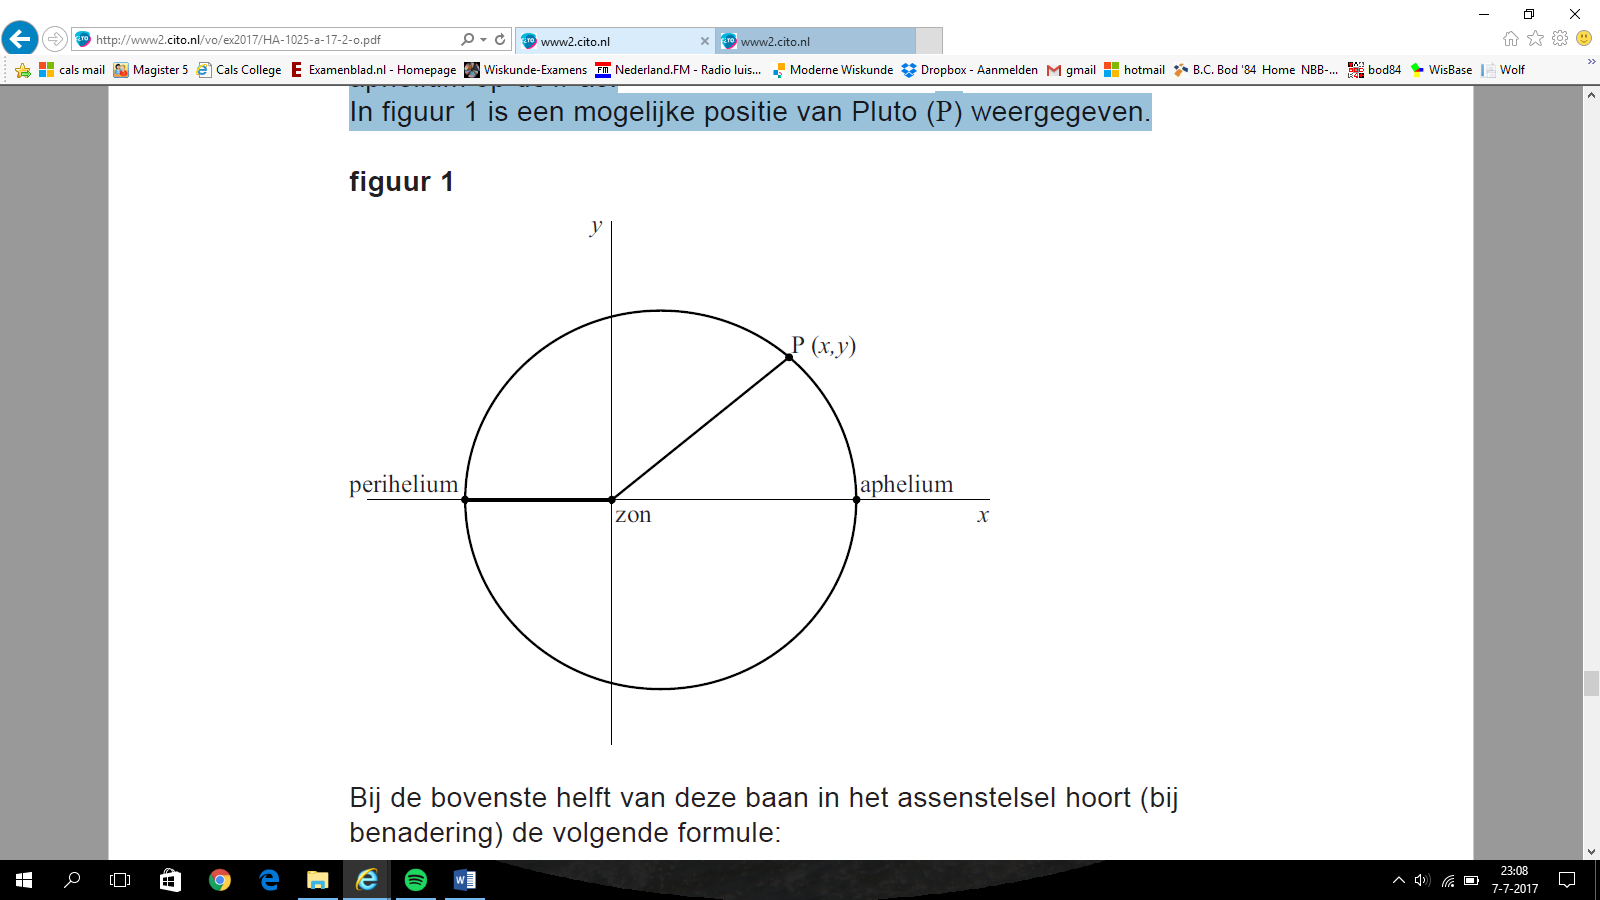 http://www2.cito.nl/vo/ex2017/HA-1025-a-17-2-o.pdf
www2.cito.nl
www2.cito.nl
cals mail Magister 5 Cals College Examenblad.nl - Homepage Wiskunde-Examens Nederland.FM - Radio luis... Moderne Wiskunde Dropbox - Aanmelden gmail hotmail B.C. Bod '84 Home NBB-... bod84 WisBase Wolf
In figuur 1 is een mogelijke positie van Pluto (P) weergegeven.
figuur 1
y
P (x,y)
perihelium
aphelium
zon
x
Bij de bovenste helft van deze baan in het assenstelsel hoort (bij
benadering) de volgende formule:
23:08
7-7-2017